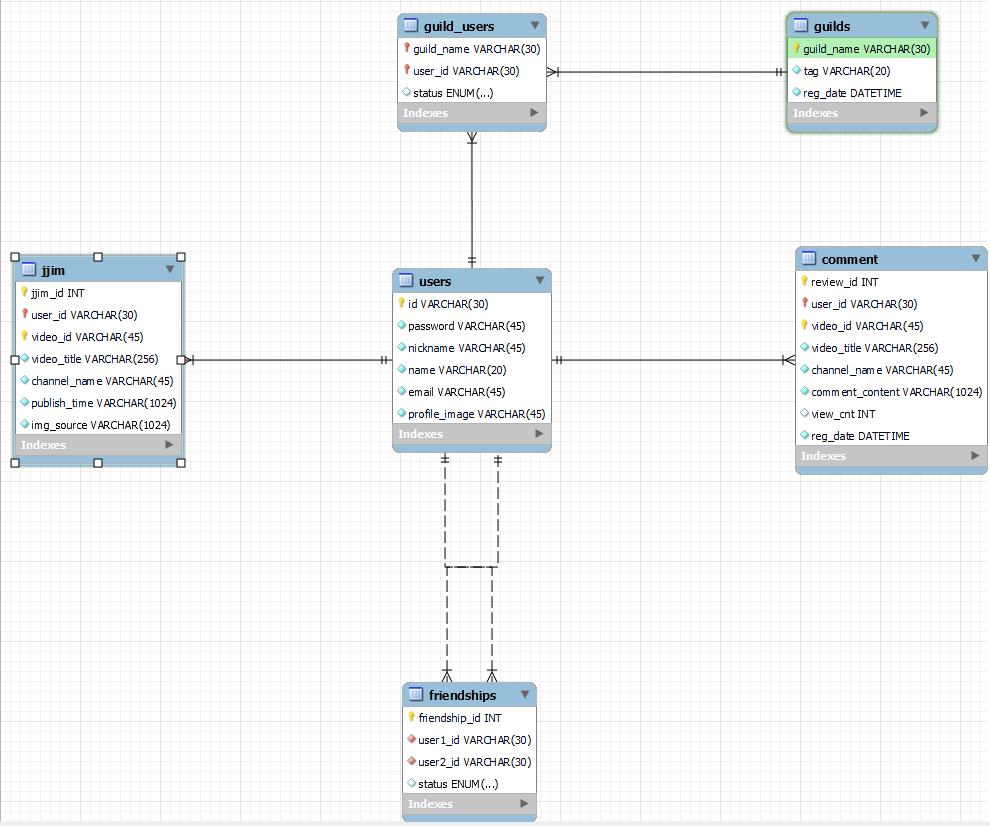 guild_users
guild_name VARCHAR(30)
user_id VARCHAR(30)
status ENUM(...)
Indexes
guilds
guild_name VARCHAR(30)
tag VARCHAR(20)
reg_date DATETIME
Indexes
jjim
jjim_id INT
user_id VARCHAR(30)
video_id VARCHAR(45)
video_title VARCHAR(256)
channel_name VARCHAR(45)
publish_time VARCHAR(1024)
img_source VARCHAR(1024)
Indexes
users
id VARCHAR(30)
password VARCHAR(45)
nickname VARCHAR(45)
name VARCHAR(20)
email VARCHAR(45)
profile_image VARCHAR(45)
Indexes
comment
review_id INT
user_id VARCHAR(30)
video_id VARCHAR(45)
video_title VARCHAR(256)
channel_name VARCHAR(45)
comment_content VARCHAR(1024)
view_cnt INT
reg_date DATETIME
Indexes
friendships
friendship_id INT
user1_id VARCHAR(30)
user2_id VARCHAR(30)
status ENUM(...)
Indexes